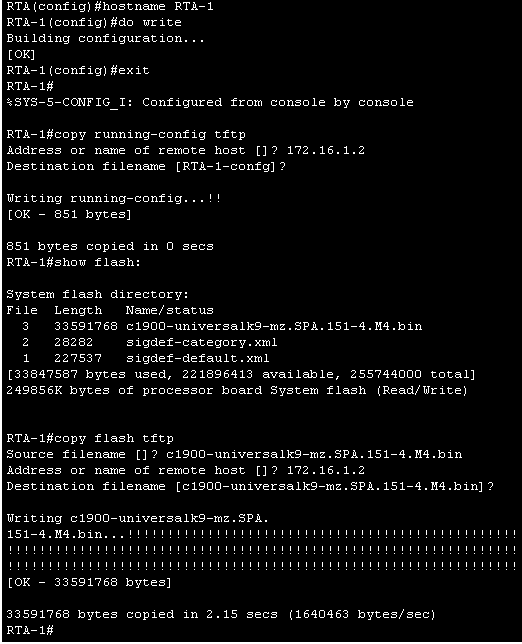 RTA(config)#hostname RTA-1
RTA-1(config)#do write
Building configuration...
[OK]
RTA-1(config)#exit
RTA-1#
%SYS-5-CONFIG_I: Configured from console by console
RTA-1#copy running-config tftp
Address or name of remote host []? 172.16.1.2
Destination filename [RTA-1-confg]?
Writing running-config...!!
[OK - 851 bytes]
851 bytes copied in 0 secs
RTA-1#show flash:
System flash directory:
File  Length   Name/status
  3   33591768 c1900-universalk9-mz.SPA.151-4.M4.bin
  2   28282    sigdef-category.xml
  1   227537   sigdef-default.xml
[33847587 bytes used, 221896413 available, 255744000 total]
249856K bytes of processor board System flash (Read/Write)
RTA-1#copy flash tftp
Source filename []? c1900-universalk9-mz.SPA.151-4.M4.bin
Address or name of remote host []? 172.16.1.2
Destination filename [c1900-universalk9-mz.SPA.151-4.M4.bin]?
Writing c1900-universalk9-mz.SPA.
151-4.M4.bin...!!!!!!!!!!!!!!!!!!!!!!!!!!!!!!!!!!!!!!!!!!!!!!!!!
!!!!!!!!!!!!!!!!!!!!!!!!!!!!!!!!!!!!!!!!!!!!!!!!!!!!!!!!!!!!!!!!
!!!!!!!!!!!!!!!!!!!!!!!!!!!!!!!!!!!!!!!!!!!!!!!!!!!!!!!!!!!!!!!!
[OK - 33591768 bytes]
33591768 bytes copied in 2.15 secs (1640463 bytes/sec)
RTA-1#